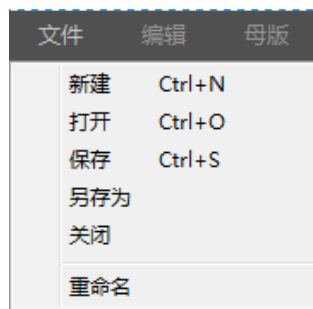 文件 编辑 母版
新建 Ctrl+N
打开 Ctrl+O
保存 Ctrl+S
另存为
关闭
重命名